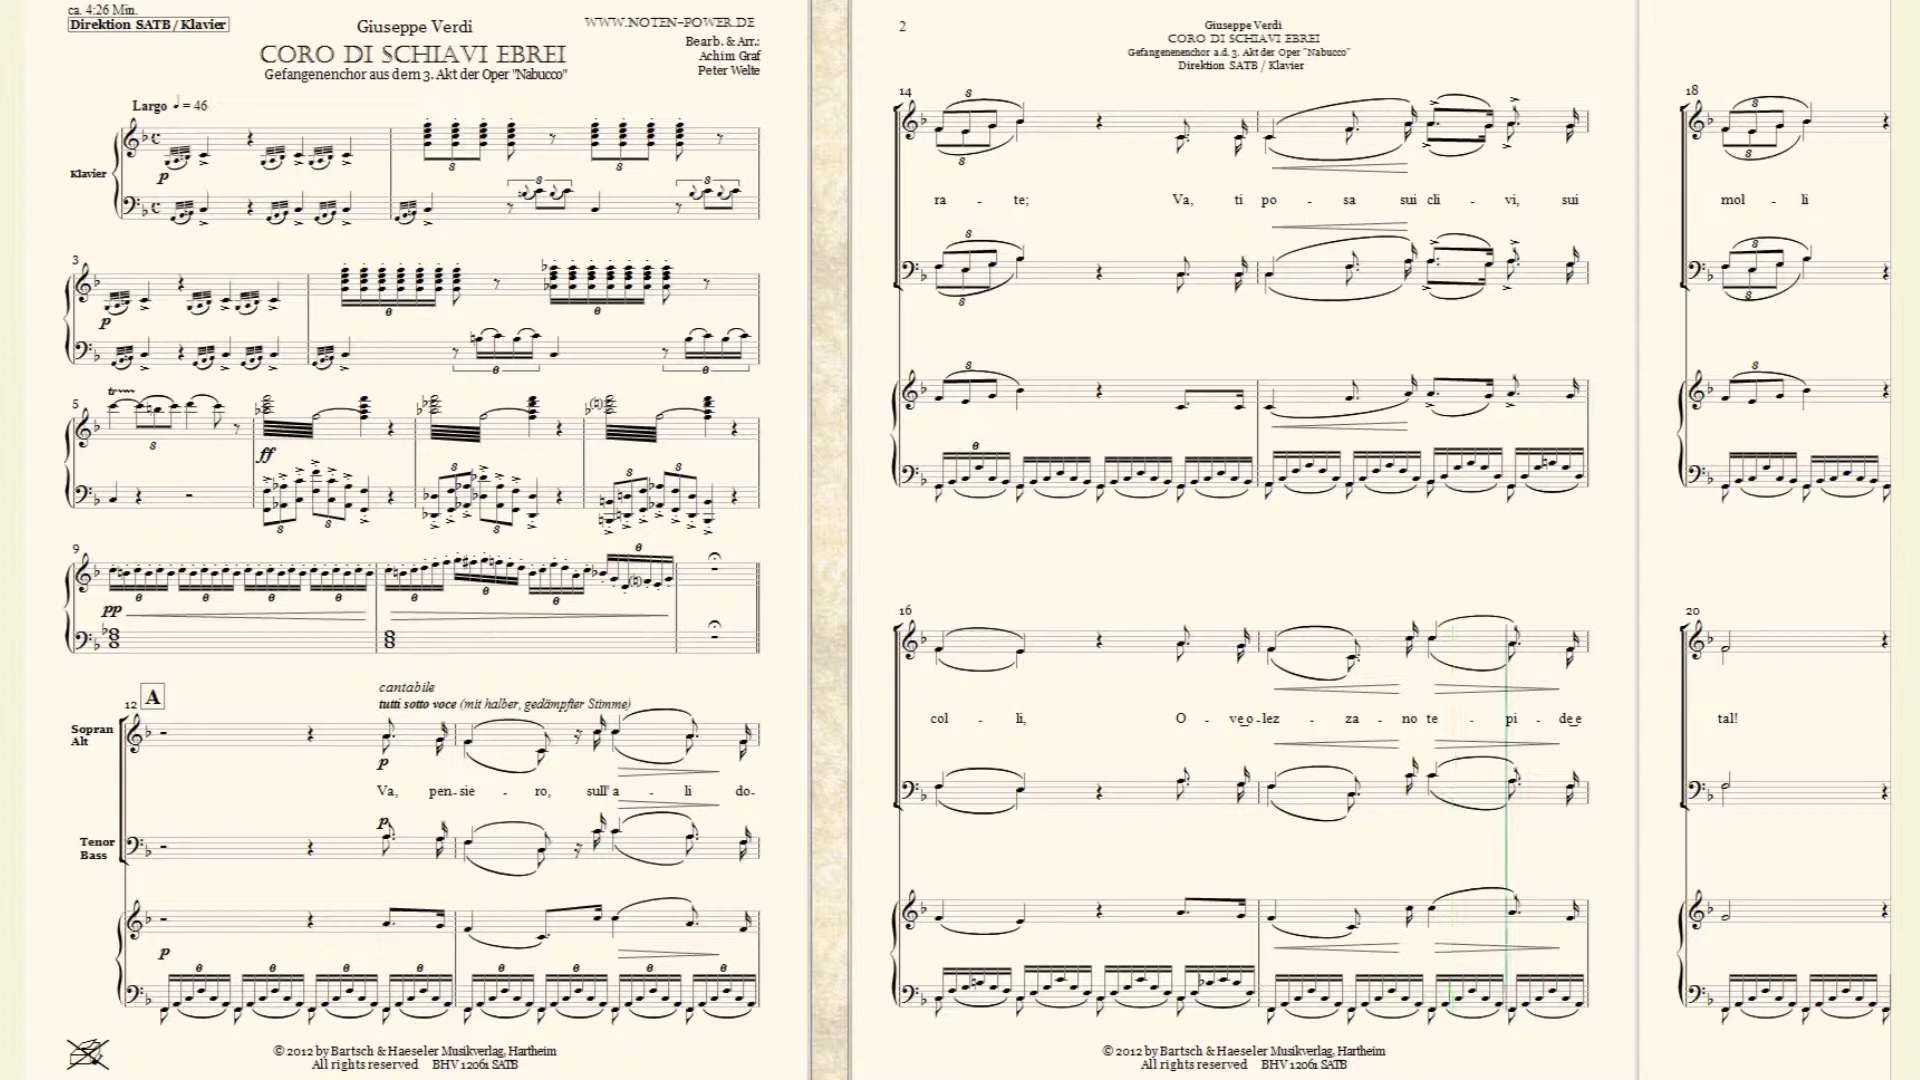 ca. 4:26 Min.
Direktion SATB / Klavier
Giuseppe Verdi
WWW.NOTEN-POWER.DE
CORO DI SCHIAVI EBREI
Gefangenenchor aus dem 3. Akt der Oper "Nabucco"
Bearb. & Arr.:
Achim Graf
Peter Welte
Largo ♩ = 46
Klavier
p
3
p
5
tr
ff
9
pp
12
A
cantabile
tutti sotto voce (mit halber, gedämpfter Stimme)
Sopran
Alt
p
Va, pen-sie - ro, sull' a - li do-
Tenor
Bass
p
p
© 2012 by Bartsch & Haeseler Musikverlag, Hartheim
All rights reserved BHV 12061 SATB
2
Giuseppe Verdi
CORO DI SCHIAVI EBREI
Gefangenenchor a.d. 3. Akt der Oper "Nabucco"
Direktion SATB / Klavier
14
ra - te; Va, ti po - sa sui cli - vi, sui
16
col - li, O - ve o-lez - za - no te - pi - de e
© 2012 by Bartsch & Haeseler Musikverlag, Hartheim
All rights reserved BHV 12061 SATB
18
mol - li
20
tal!